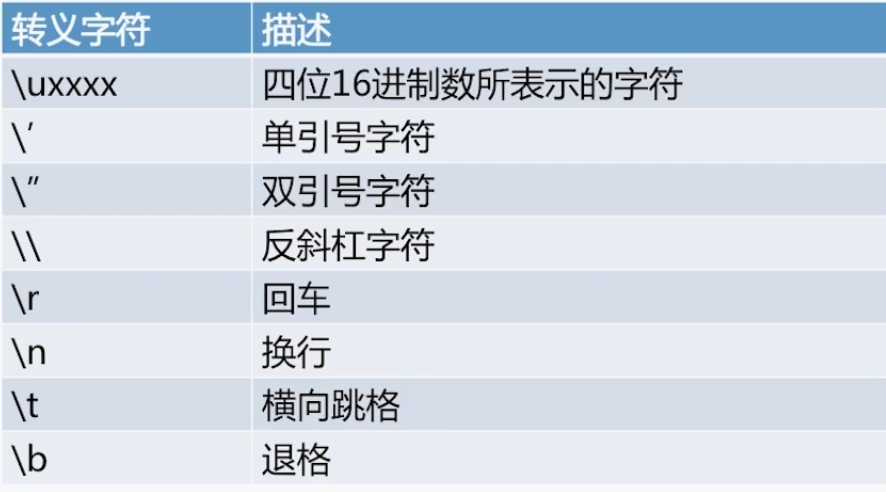 转义字符 描述
\uxxxx 四位16进制数所表示的字符
\′ 单引号字符
\″ 双引号字符
\\ 反斜杠字符
\r 回车
\n 换行
\t 横向跳格
\b 退格